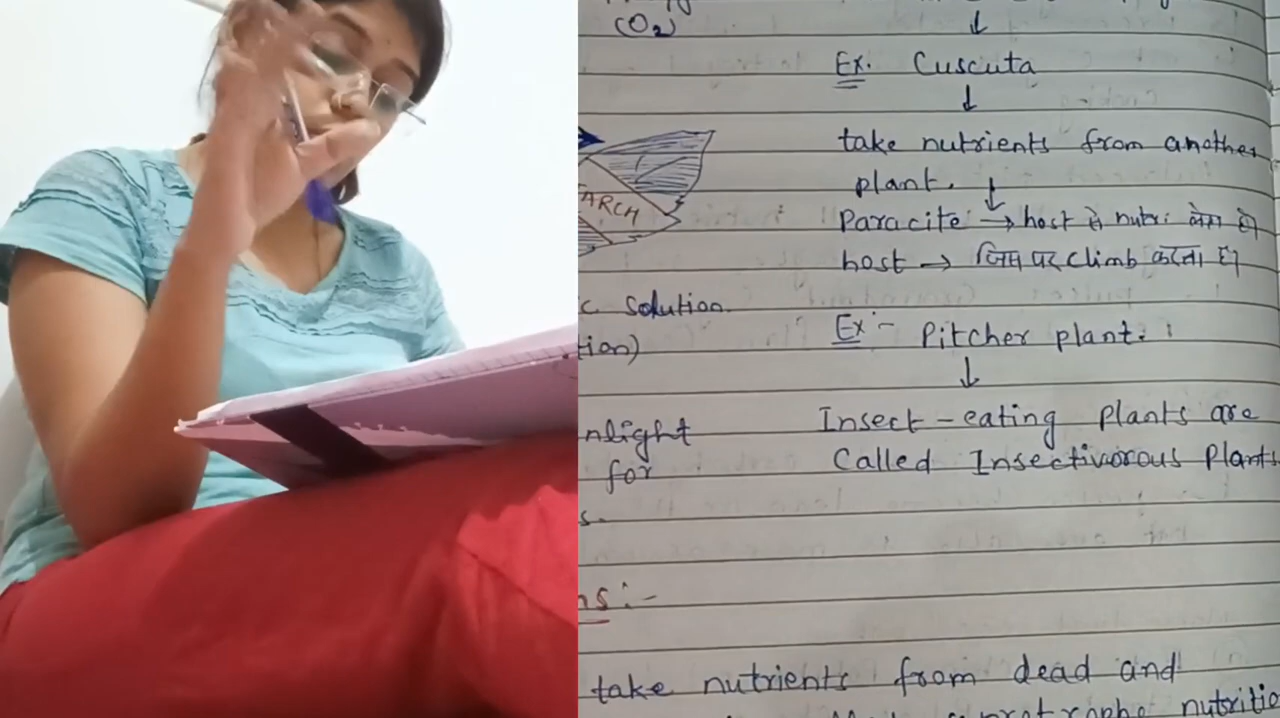 (O₂)
↓
Ex. Cuscuta
↓
take nutrients from another
plant. ↓
Paracite → host से nutri लेता है।
host → जिस पर climb करता है।
ARCH
c solution.
tion)
Ex :- Pitcher plant.
↓
nlight
for
s.
Insect-eating plants are
Called Insectivorous Plants
ns :-
take nutrients from dead and
nutritio